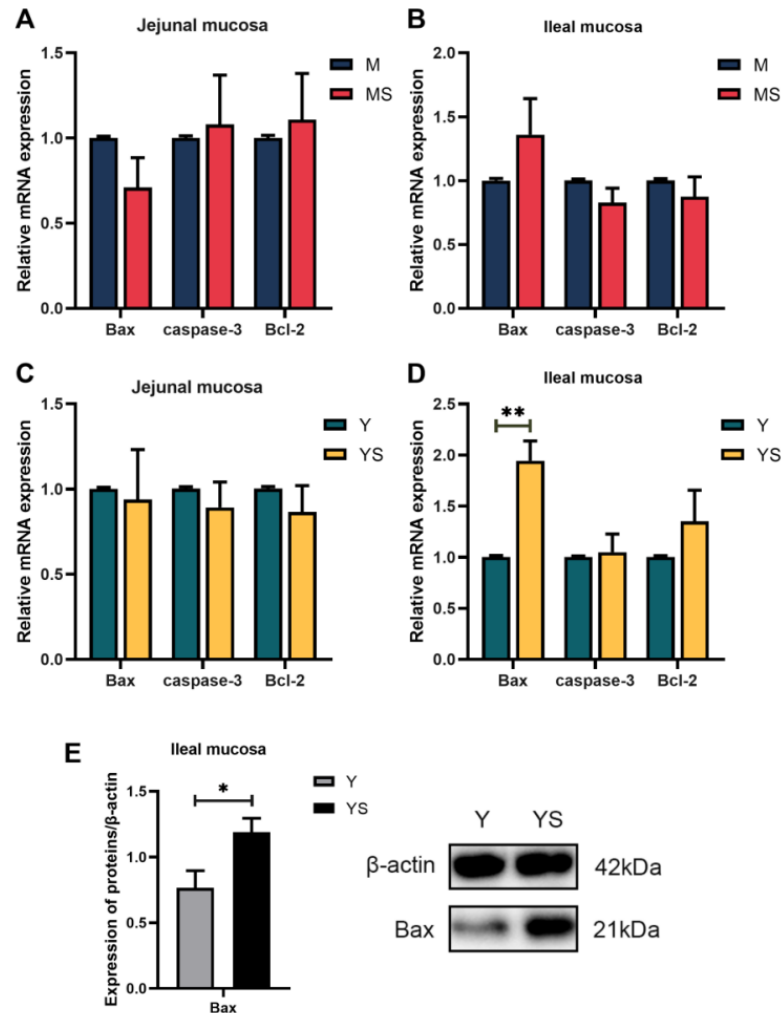 A
Jejunal mucosa
M
MS
Relative mRNA expression
1.5
1.0
0.5
0.0
Bax caspase-3 Bcl-2
B
Ileal mucosa
M
MS
Relative mRNA expression
2.0
1.5
1.0
0.5
0.0
Bax caspase-3 Bcl-2
C
Jejunal mucosa
Y
YS
Relative mRNA expression
1.5
1.0
0.5
0.0
Bax caspase-3 Bcl-2
D
Ileal mucosa
Y
YS
Relative mRNA expression
2.5
2.0
1.5
1.0
0.5
0.0
**
Bax caspase-3 Bcl-2
E
Ileal mucosa
Y
YS
Expression of proteins/β-actin
1.5
1.0
0.5
0.0
*
Bax
Y YS
β-actin 42kDa
Bax 21kDa